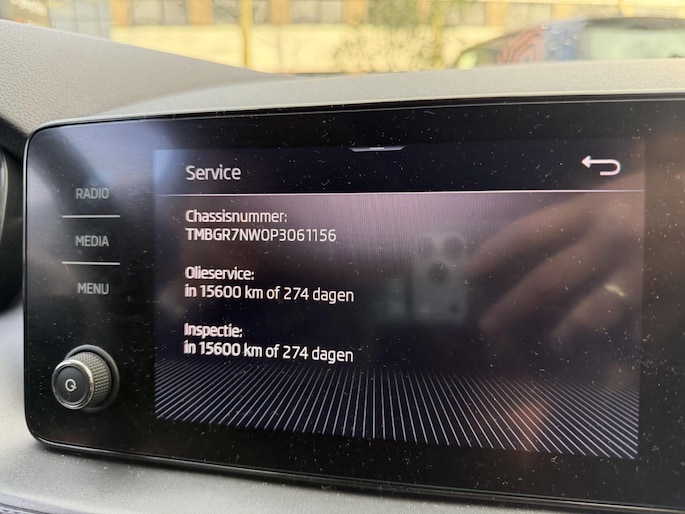 Service
RADIO
MEDIA
MENU
Chassisnummer:
TMBGR7NW0P3061156
Olieservice:
in 15600 km of 274 dagen
Inspectie:
in 15600 km of 274 dagen